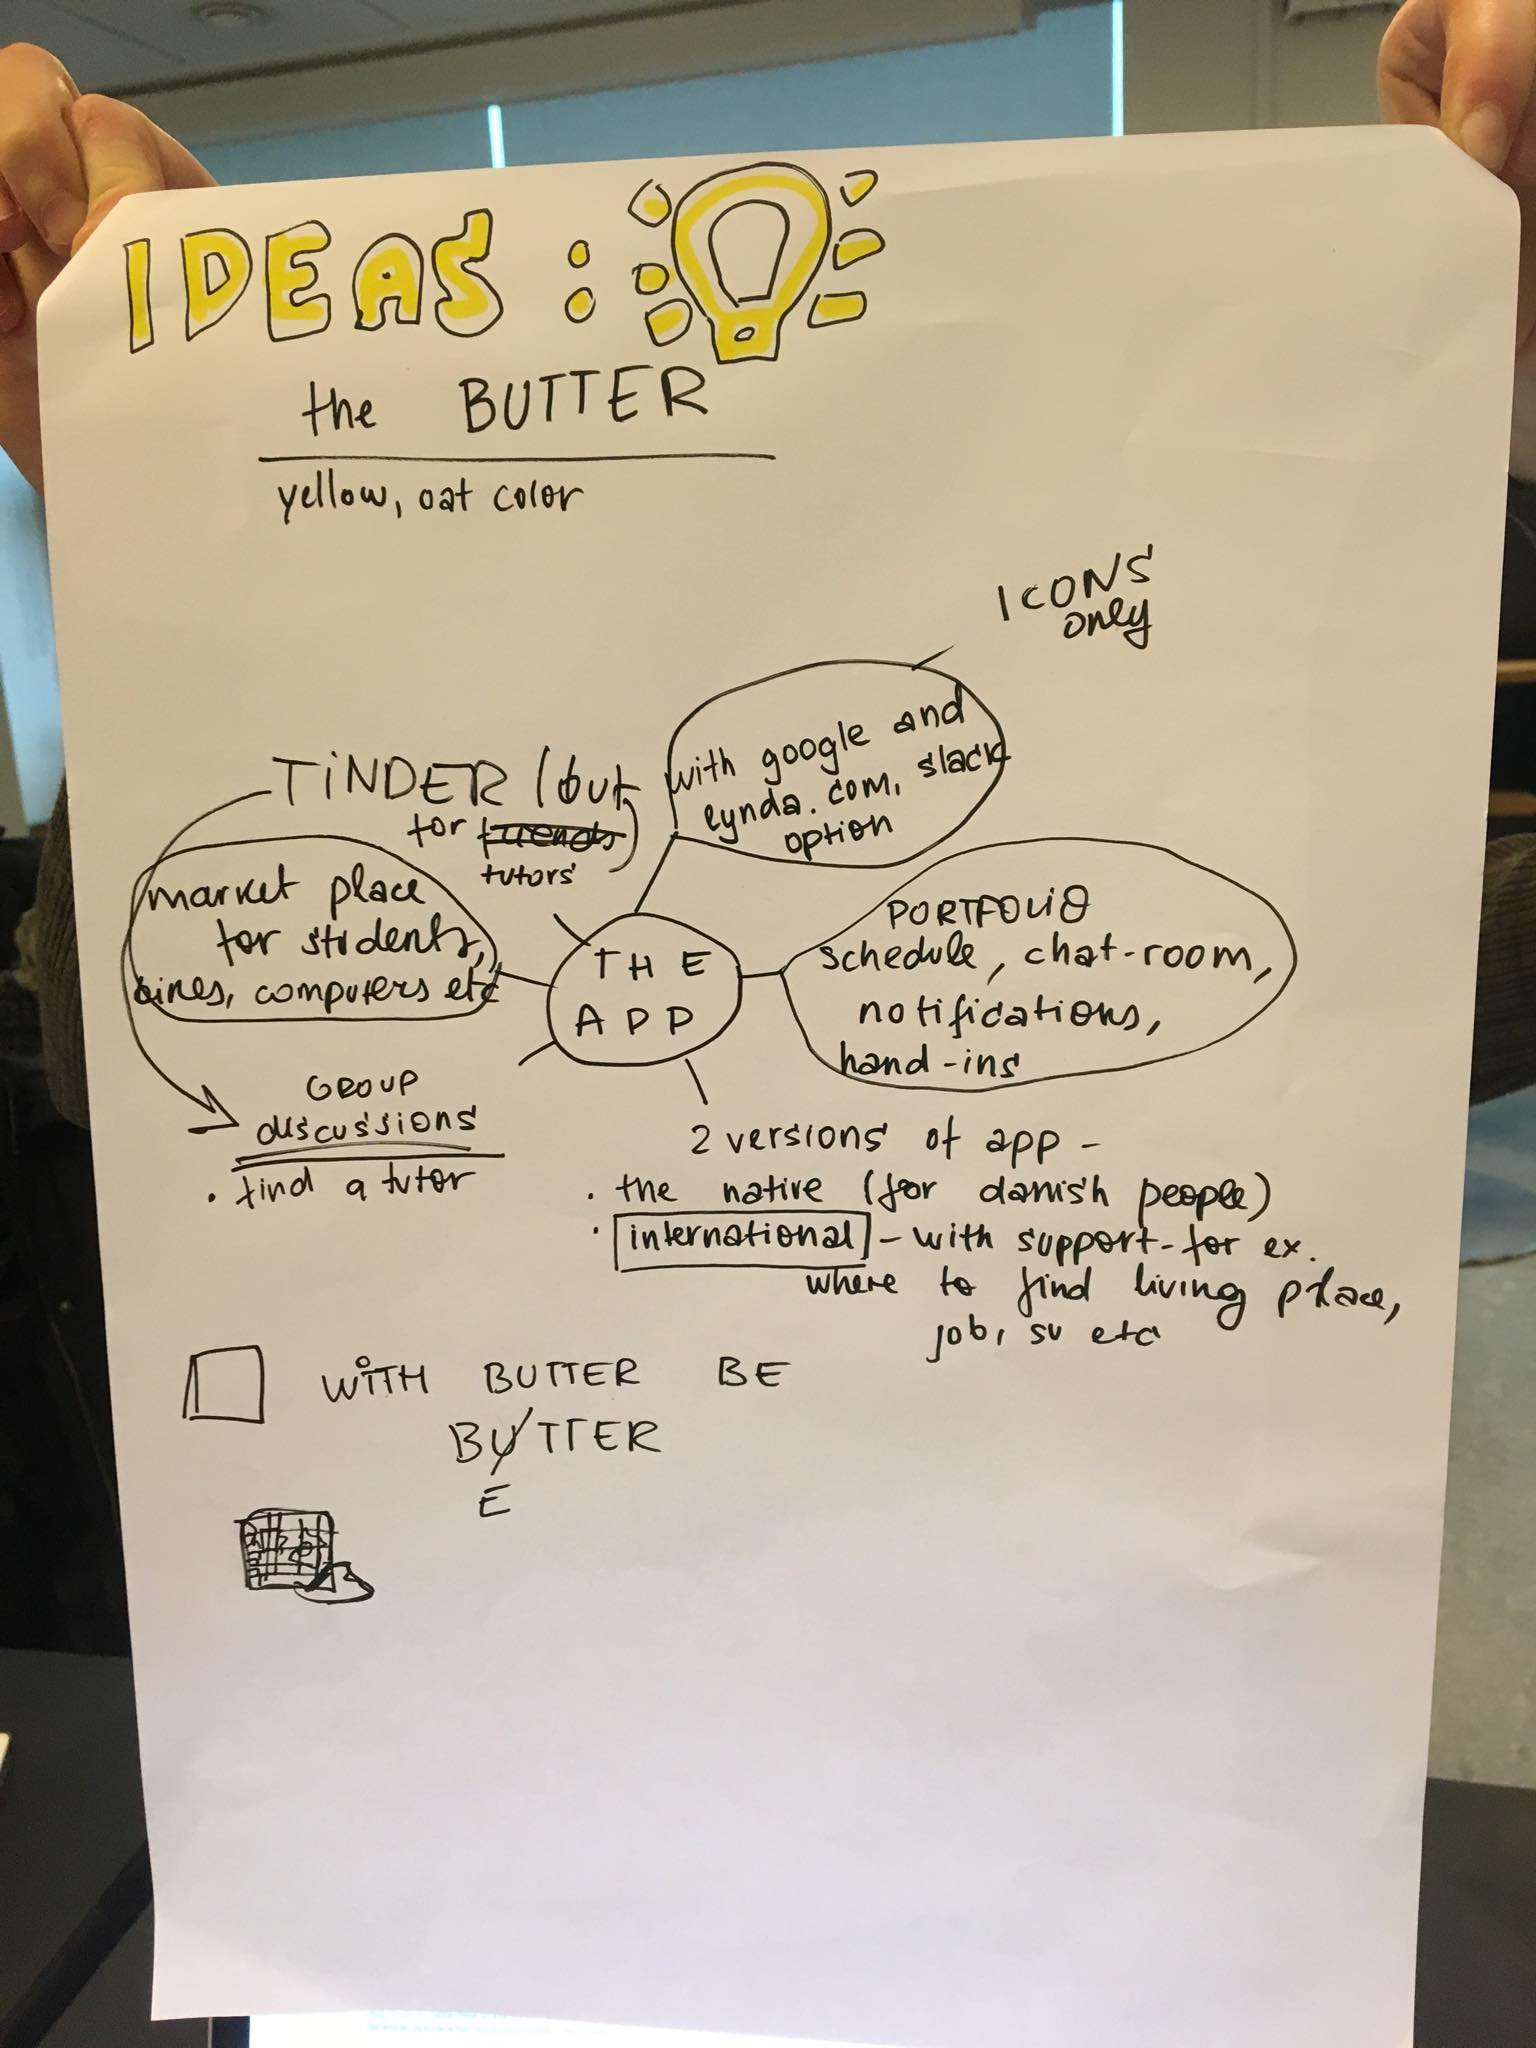 IDEAS :
the BUTTER
yellow, oat color
ICONS
only
TINDER (but
for friends
tutors)
with google and
lynda.com, slack
option
market place
for students,
bikes, computers etc
THE
APP
PORTFOLIO
schedule, chat-room,
notifications,
hand-ins
GROUP
discussions
• find a tutor
2 versions of app -
• the native (for danish people)
• international - with support - for ex.
where to find living place,
job, su etc
WITH BUTTER BE
BUTTER
E